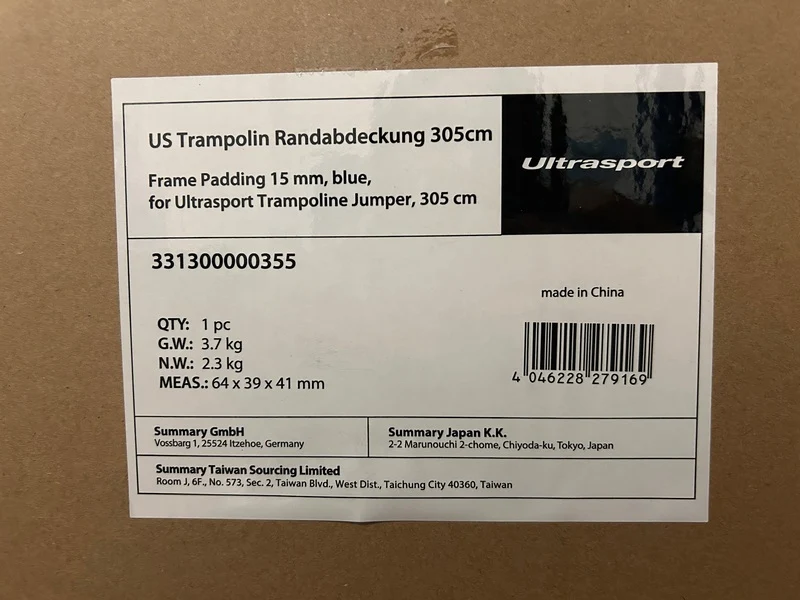 US Trampolin Randabdeckung 305cm
Frame Padding 15 mm, blue,
for Ultrasport Trampoline Jumper, 305 cm
Ultrasport
331300000355
made in China
QTY: 1 pc
G.W.: 3.7 kg
N.W.: 2.3 kg
MEAS.: 64 x 39 x 41 mm
4 046228 279169
Summary GmbH
Vossbarg 1, 25524 Itzehoe, Germany
Summary Japan K.K.
2-2 Marunouchi 2-chome, Chiyoda-ku, Tokyo, Japan
Summary Taiwan Sourcing Limited
Room J, 6F., No. 573, Sec. 2, Taiwan Blvd., West Dist., Taichung City 40360, Taiwan